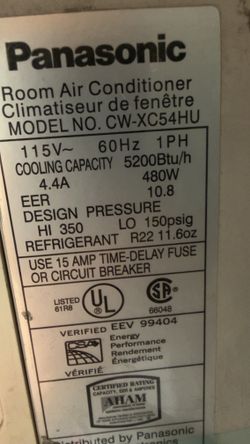 Panasonic
Room Air Conditioner
Climatiseur de fenêtre
MODEL NO. CW-XC54HU
115V~ 60Hz 1PH
COOLING CAPACITY 5200Btu/h
4.4A 480W
EER 10.8
DESIGN PRESSURE
HI 350 LO 150psig
REFRIGERANT R22 11.6oz
USE 15 AMP TIME-DELAY FUSE
OR CIRCUIT BREAKER
LISTED
61R8
UL
SA
66048
VERIFIED EEV 99404
Energy
Performance
Rendement
Énergétique
VÉRIFIÉ
CERTIFIED RATING
AHAM
Distributed by Panasonic